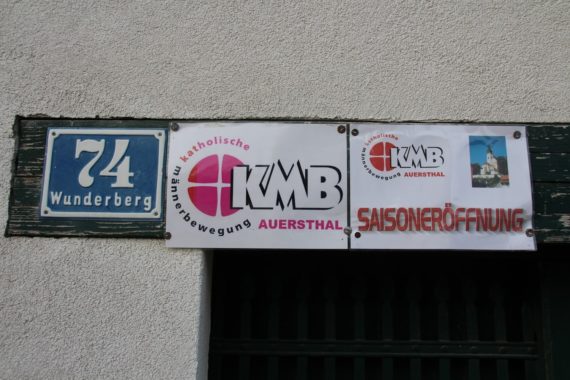 74
Wunderberg
katholische
männerbewegung
KMB
AUERSTHAL
katholische
männerbewegung
KMB
AUERSTHAL
SAISONERÖFFNUNG